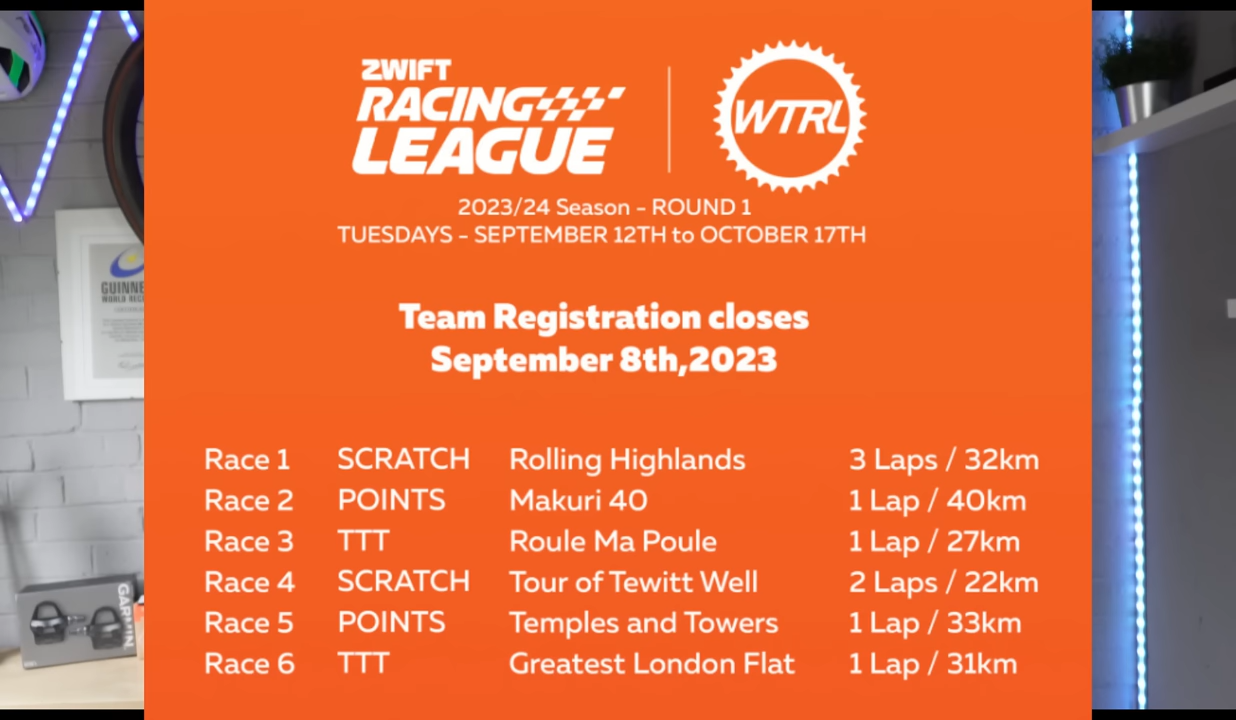 ZWIFT
RACING
LEAGUE
WTRL
2023/24 Season - ROUND 1
TUESDAYS - SEPTEMBER 12TH to OCTOBER 17TH
Team Registration closes
September 8th,2023
Race 1 SCRATCH Rolling Highlands 3 Laps / 32km
Race 2 POINTS Makuri 40 1 Lap / 40km
Race 3 TTT Roule Ma Poule 1 Lap / 27km
Race 4 SCRATCH Tour of Tewitt Well 2 Laps / 22km
Race 5 POINTS Temples and Towers 1 Lap / 33km
Race 6 TTT Greatest London Flat 1 Lap / 31km
GUINNE
WORLD REC
GARMIN